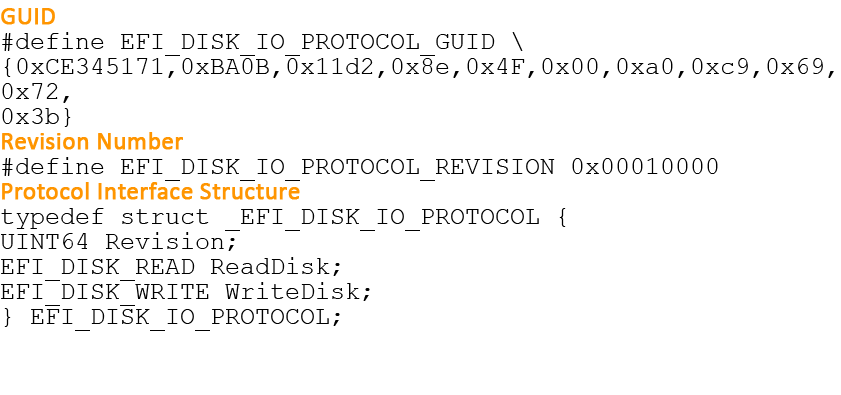 GUID
#define EFI_DISK_IO_PROTOCOL_GUID \
{0xCE345171,0xBA0B,0x11d2,0x8e,0x4F,0x00,0xa0,0xc9,0x69,
0x72,
0x3b}
Revision Number
#define EFI_DISK_IO_PROTOCOL_REVISION 0x00010000
Protocol Interface Structure
typedef struct _EFI_DISK_IO_PROTOCOL {
UINT64 Revision;
EFI_DISK_READ ReadDisk;
EFI_DISK_WRITE WriteDisk;
} EFI_DISK_IO_PROTOCOL;